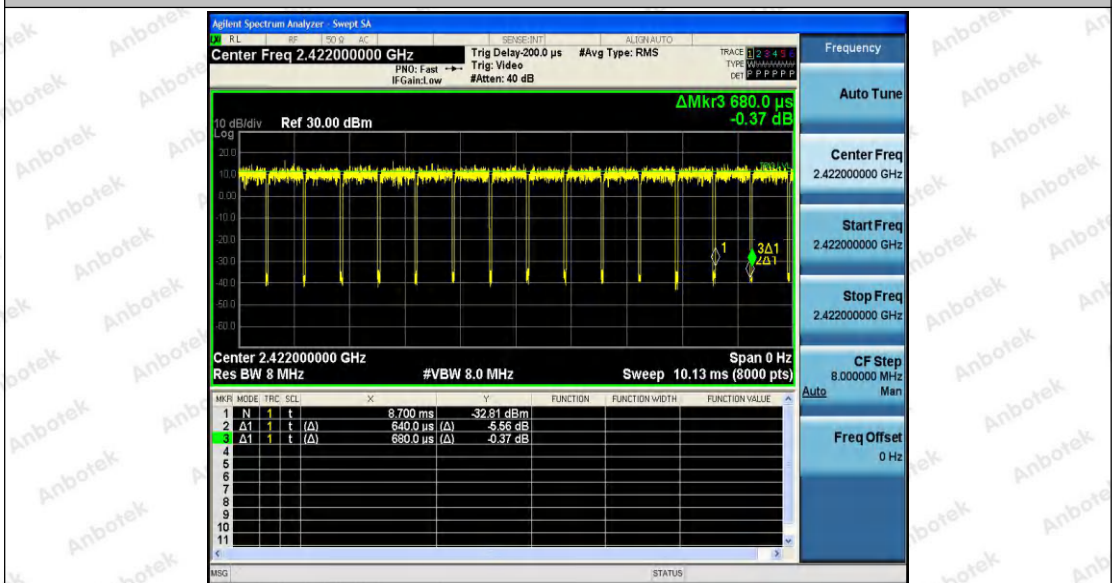 Agilent Spectrum Analyzer - Swept SA
RL RF 50 Ω AC SENSE:INT ALIGNAUTO
Center Freq 2.422000000 GHz
PNO: Fast
IFGain:Low
Trig Delay-200.0 µs
Trig: Video
#Atten: 40 dB
#Avg Type: RMS
TRACE 1 2 3 4 5 6
TYPE W
DET P P P P P P
ΔMkr3 680.0 µs
-0.37 dB
10 dB/div Ref 30.00 dBm
Log
20.0
10.0
0.00
-10.0
-20.0
-30.0
-40.0
-50.0
-60.0
1
3Δ1
2Δ1
Center 2.422000000 GHz Span 0 Hz
Res BW 8 MHz #VBW 8.0 MHz Sweep 10.13 ms (8000 pts)
MKR MODE TRC SCL X Y FUNCTION FUNCTION WIDTH FUNCTION VALUE
1 N 1 t 8.700 ms -32.81 dBm
2 Δ1 1 t (Δ) 640.0 µs (Δ) -5.56 dB
3 Δ1 1 t (Δ) 680.0 µs (Δ) -0.37 dB
4
5
6
7
8
9
10
11
MSG STATUS
Frequency
Auto Tune
Center Freq
2.422000000 GHz
Start Freq
2.422000000 GHz
Stop Freq
2.422000000 GHz
CF Step
8.000000 MHz
Auto Man
Freq Offset
0 Hz
Anbotek